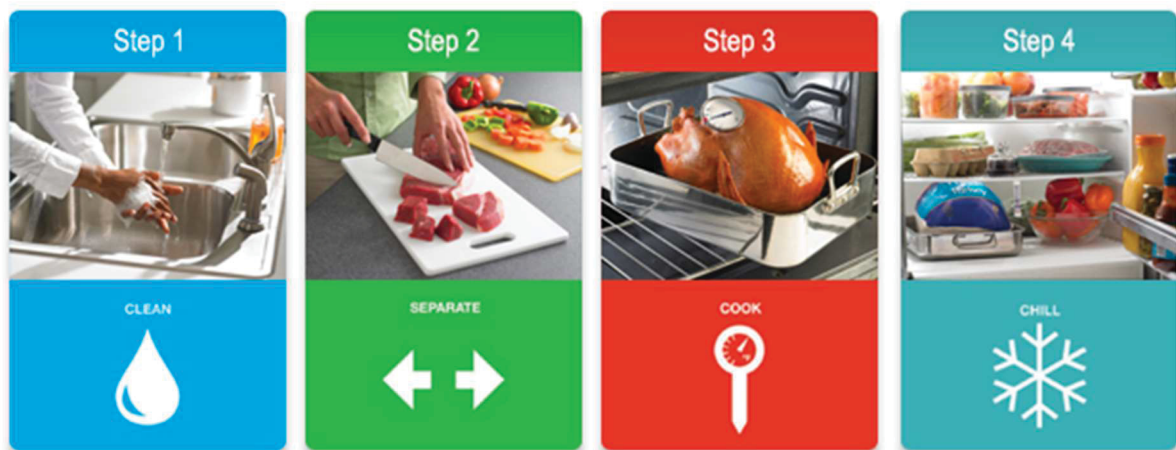 Step 1
Step 2
Step 3
Step 4
CLEAN
SEPARATE
COOK
CHILL